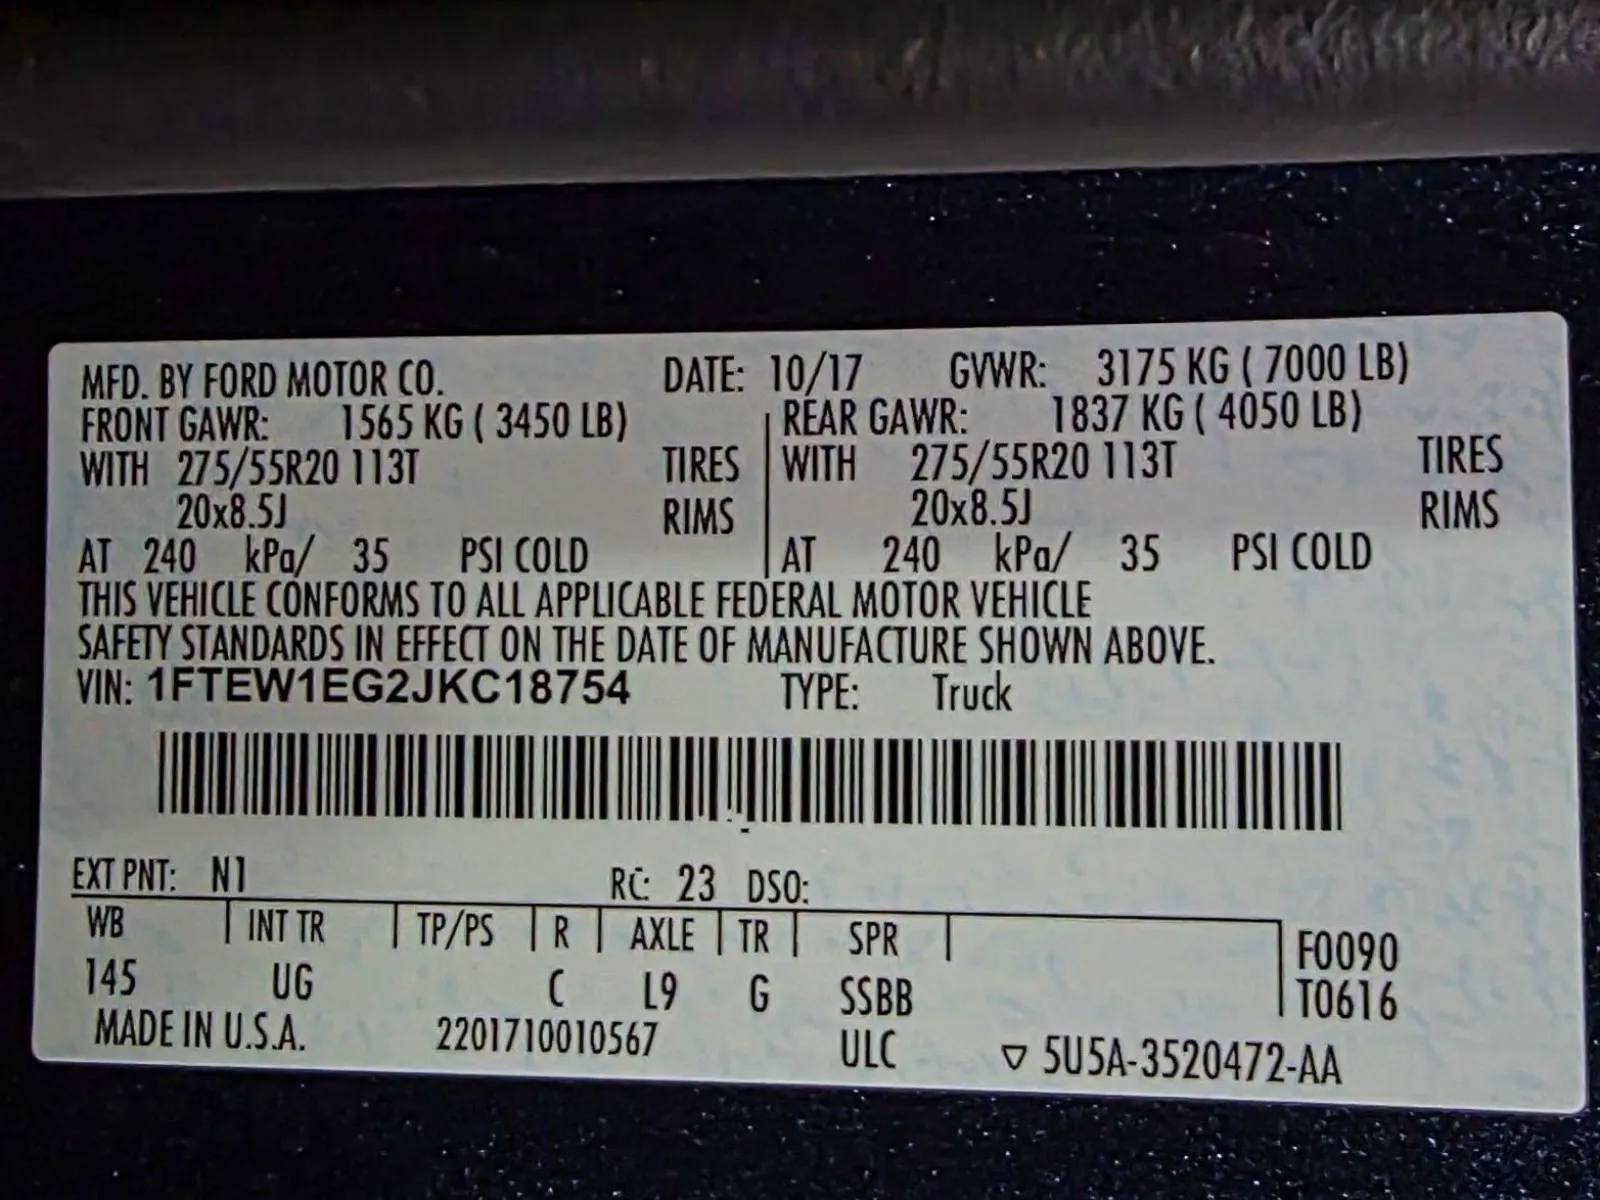 MFD. BY FORD MOTOR CO. DATE: 10/17 GVWR: 3175 KG ( 7000 LB)
FRONT GAWR: 1565 KG ( 3450 LB) REAR GAWR: 1837 KG ( 4050 LB)
WITH 275/55R20 113T TIRES WITH 275/55R20 113T TIRES
20x8.5J RIMS 20x8.5J RIMS
AT 240 kPa/ 35 PSI COLD AT 240 kPa/ 35 PSI COLD
THIS VEHICLE CONFORMS TO ALL APPLICABLE FEDERAL MOTOR VEHICLE
SAFETY STANDARDS IN EFFECT ON THE DATE OF MANUFACTURE SHOWN ABOVE.
VIN: 1FTEW1EG2JKC18754 TYPE: Truck
EXT PNT: N1 RC: 23 DSO:
WB INT TR TP/PS R AXLE TR SPR F0090
145 UG C L9 G SSBB T0616
MADE IN U.S.A. 2201710010567 ULC ▽ 5U5A-3520472-AA